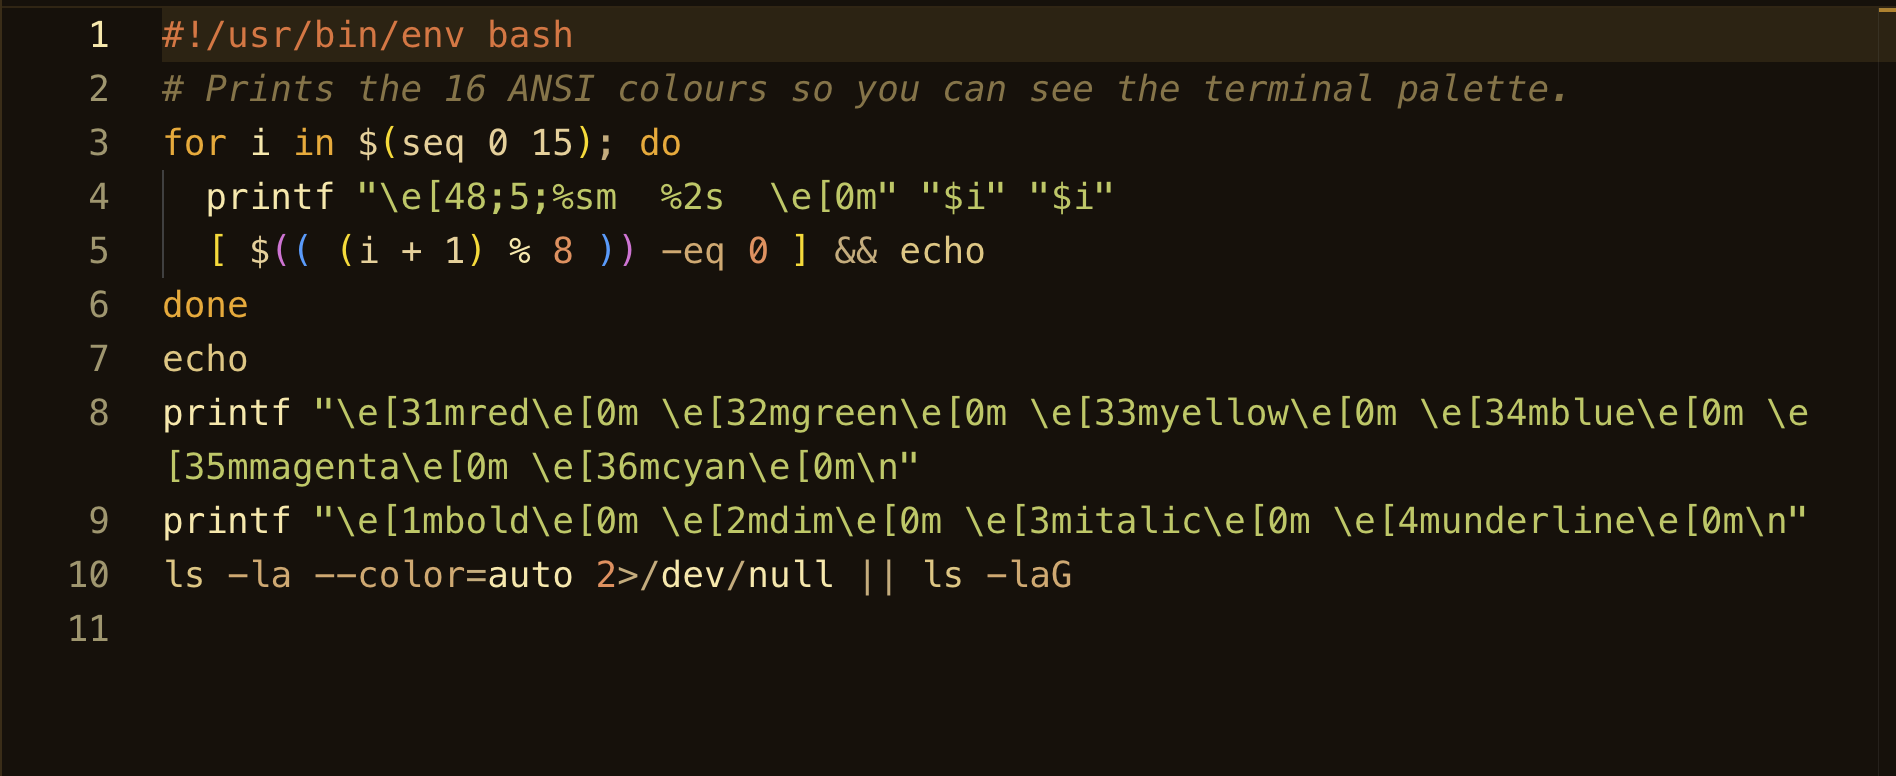 1 #!/usr/bin/env bash
2 # Prints the 16 ANSI colours so you can see the terminal palette.
3 for i in $(seq 0 15); do
4   printf "\e[48;5;%sm  %2s  \e[0m" "$i" "$i"
5   [ $(( (i + 1) % 8 )) -eq 0 ] && echo
6 done
7 echo
8 printf "\e[31mred\e[0m \e[32mgreen\e[0m \e[33myellow\e[0m \e[34mblue\e[0m \e
[35mmagenta\e[0m \e[36mcyan\e[0m\n"
9 printf "\e[1mbold\e[0m \e[2mdim\e[0m \e[3mitalic\e[0m \e[4munderline\e[0m\n"
10 ls -la --color=auto 2>/dev/null || ls -laG
11